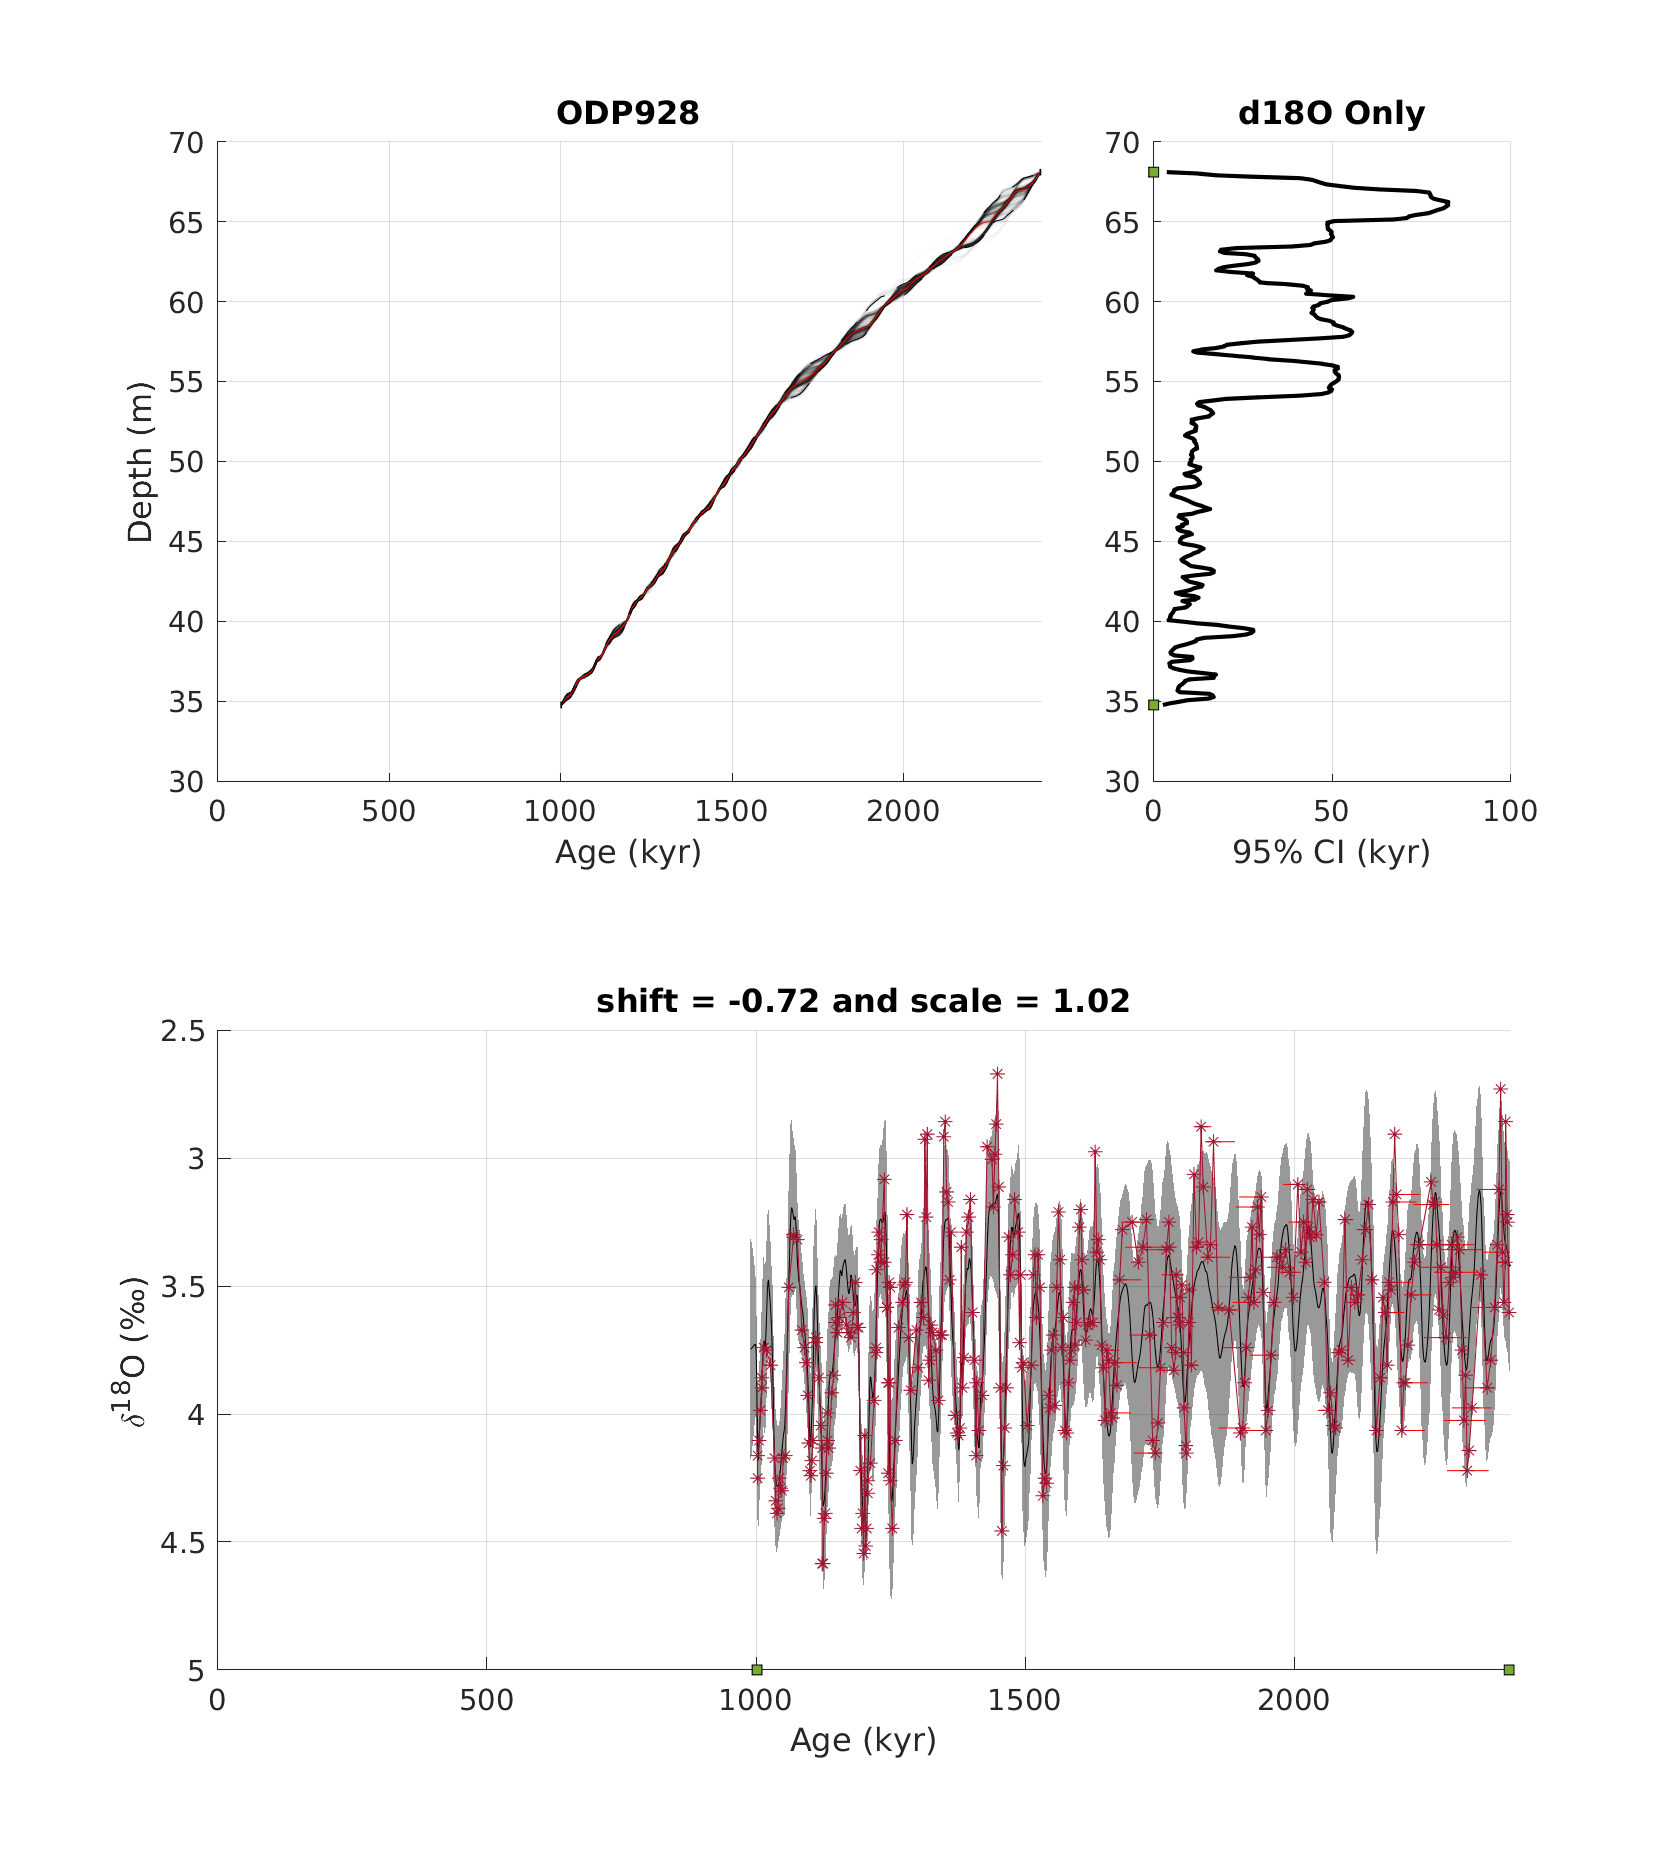 ODP928
70
65
60
55
50
45
40
35
30
Depth (m)
0 500 1000 1500 2000
Age (kyr)
d18O Only
70
65
60
55
50
45
40
35
30
0 50 100
95% CI (kyr)
shift = -0.72 and scale = 1.02
2.5
3
3.5
4
4.5
5
δ¹⁸O (‰)
0 500 1000 1500 2000
Age (kyr)